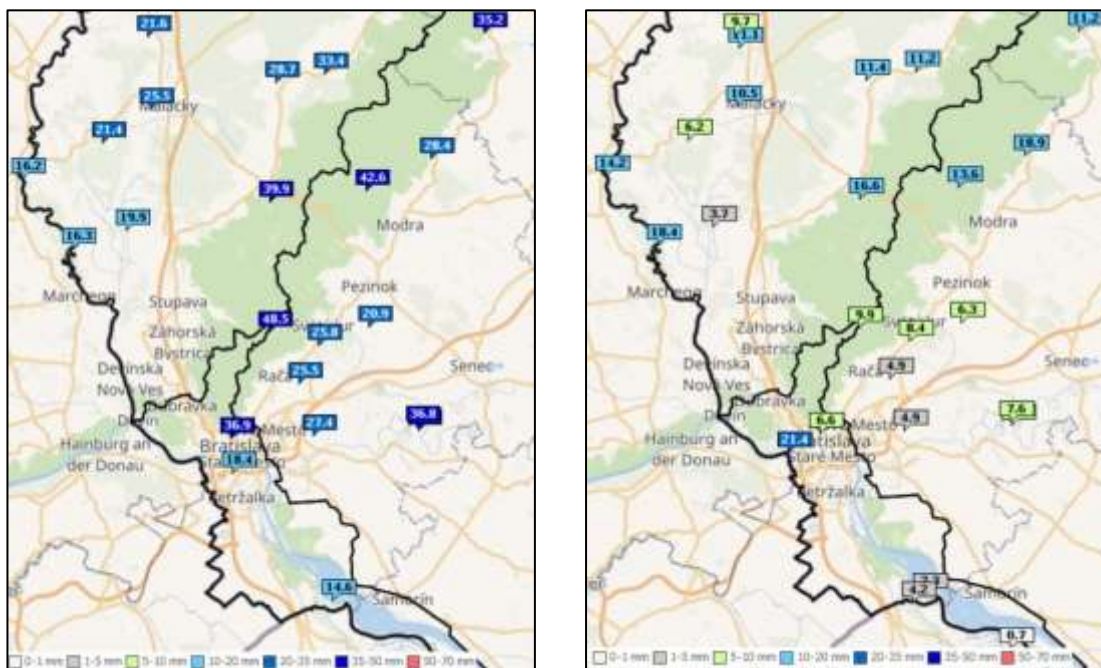 21.6
35.2
33.4
28.7
25.5
Malacky
21.4
28.4
16.2
42.6
39.9
19.9
Modra
16.3
Pezinok
Marchegg
Stupava
20.9
48.5
Záhorská
25.8
Bystrica
Devínska
Senec
Nová Ves
Rača
25.5
Dúbravka
36.8
Devín
36.9
Mesto
27.4
Hainburg an
der Donau
Bratislava
18.4
Petržalka
14.6
Šamorín
0-1 mm 1-5 mm 5-10 mm 10-20 mm 20-35 mm 35-50 mm 50-70 mm
9.7
11.1
11.2
11.2
11.4
10.5
Malacky
6.2
18.9
14.2
13.6
16.6
3.7
Modra
18.4
Pezinok
Marchegg
Stupava
9.9
6.3
Záhorská
8.4
Bystrica
Devínska
Senec
Nová Ves
Rača
4.9
Dúbravka
7.6
Devín
6.6
Mesto
4.9
Hainburg an
der Donau
21.4
Bratislava
Staré Mesto
Petržalka
4.2
Šamorín
0.7
0-1 mm 1-5 mm 5-10 mm 10-20 mm 20-35 mm 35-50 mm 50-70 mm